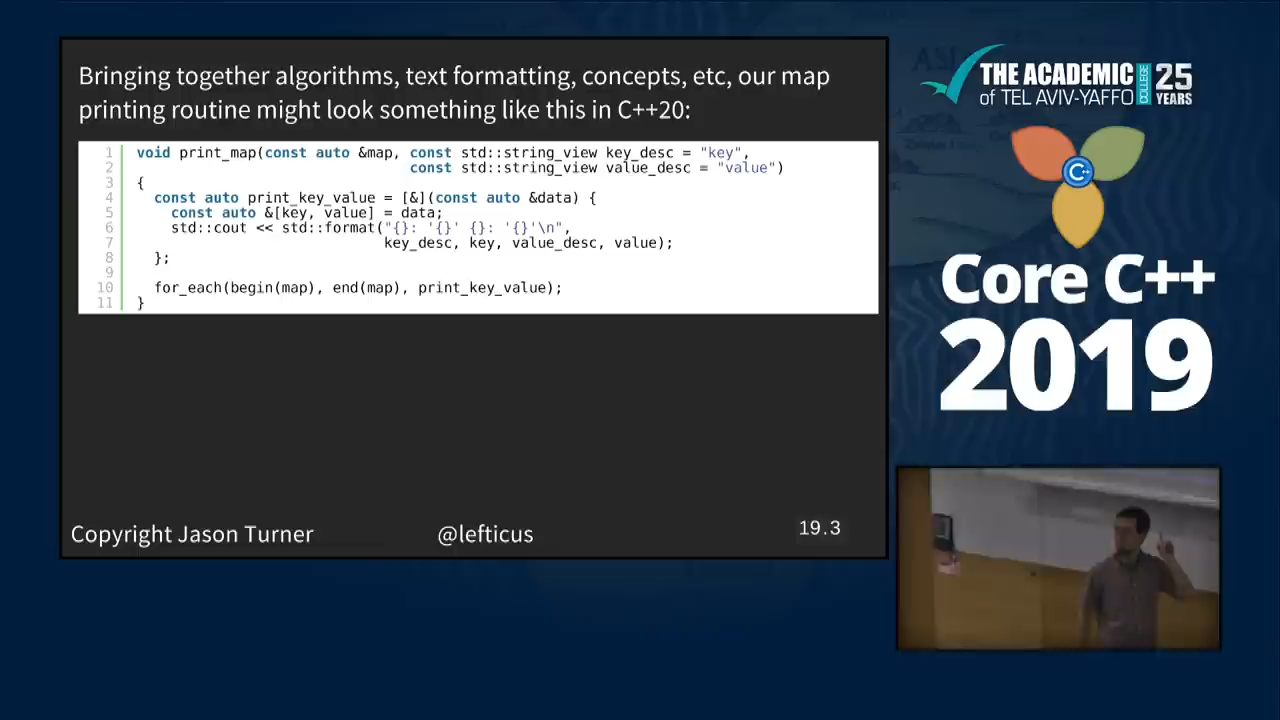 Bringing together algorithms, text formatting, concepts, etc, our map
printing routine might look something like this in C++20:
1 void print_map(const auto &map, const std::string_view key_desc = "key",
2 const std::string_view value_desc = "value")
3 {
4 const auto print_key_value = [&](const auto &data) {
5 const auto &[key, value] = data;
6 std::cout << std::format("{}: '{}' {}: '{}'\n",
7 key_desc, key, value_desc, value);
8 };
9
10 for_each(begin(map), end(map), print_key_value);
11 }
Copyright Jason Turner
@lefticus
19.3
THE ACADEMIC
of TEL AVIV-YAFFO
COLLEGE
25
YEARS
C++
Core C++
2019